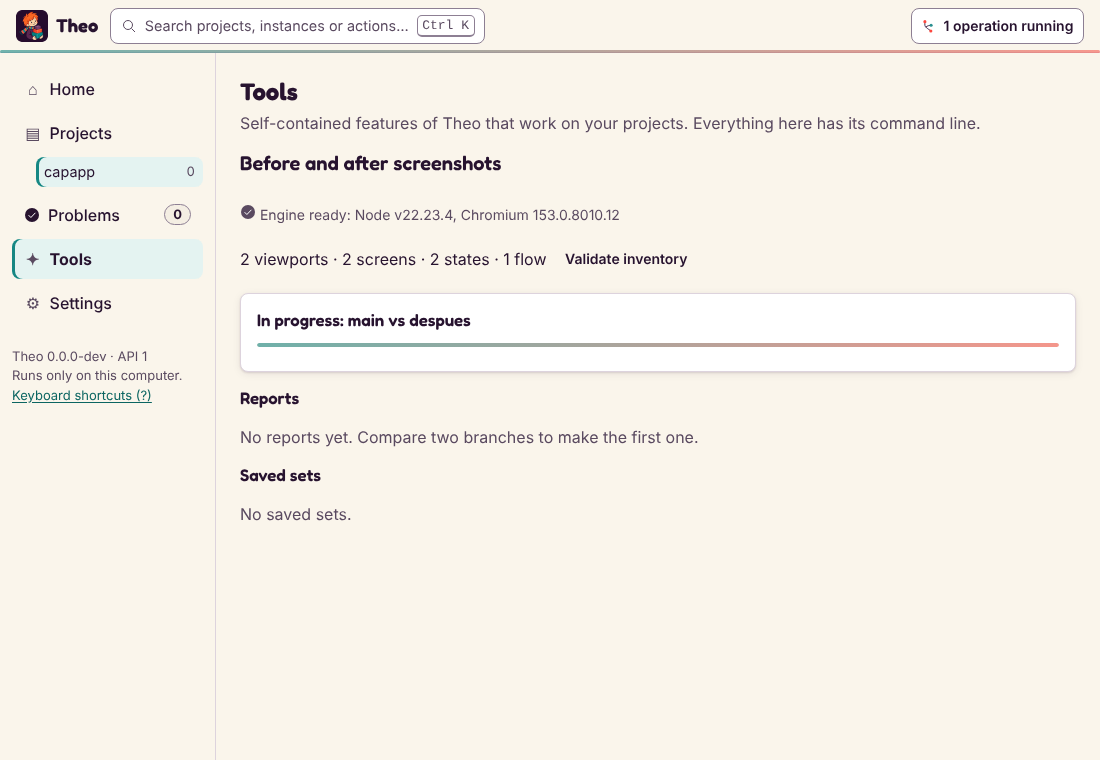 Theo
Search projects, instances or actions... Ctrl K
1 operation running
Home
Projects
capapp 0
Problems 0
Tools
Settings
Theo 0.0.0-dev · API 1
Runs only on this computer.
Keyboard shortcuts (?)
Tools
Self-contained features of Theo that work on your projects. Everything here has its command line.
Before and after screenshots
Engine ready: Node v22.23.4, Chromium 153.0.8010.12
2 viewports · 2 screens · 2 states · 1 flow Validate inventory
In progress: main vs despues
Reports
No reports yet. Compare two branches to make the first one.
Saved sets
No saved sets.